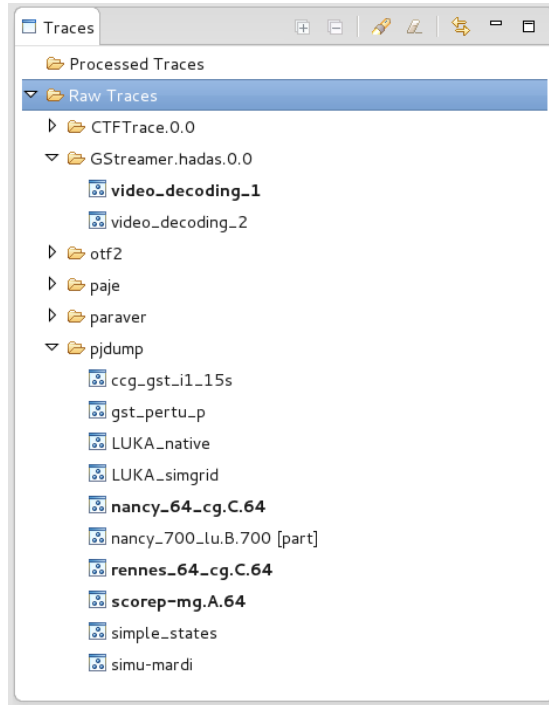 Traces
Processed Traces
Raw Traces
CTFTrace.0.0
GStreamer.hadas.0.0
video_decoding_1
video_decoding_2
otf2
paje
paraver
pjdump
ccg_gst_i1_15s
gst_pertu_p
LUKA_native
LUKA_simgrid
nancy_64_cg.C.64
nancy_700_lu.B.700 [part]
rennes_64_cg.C.64
scorep-mg.A.64
simple_states
simu-mardi